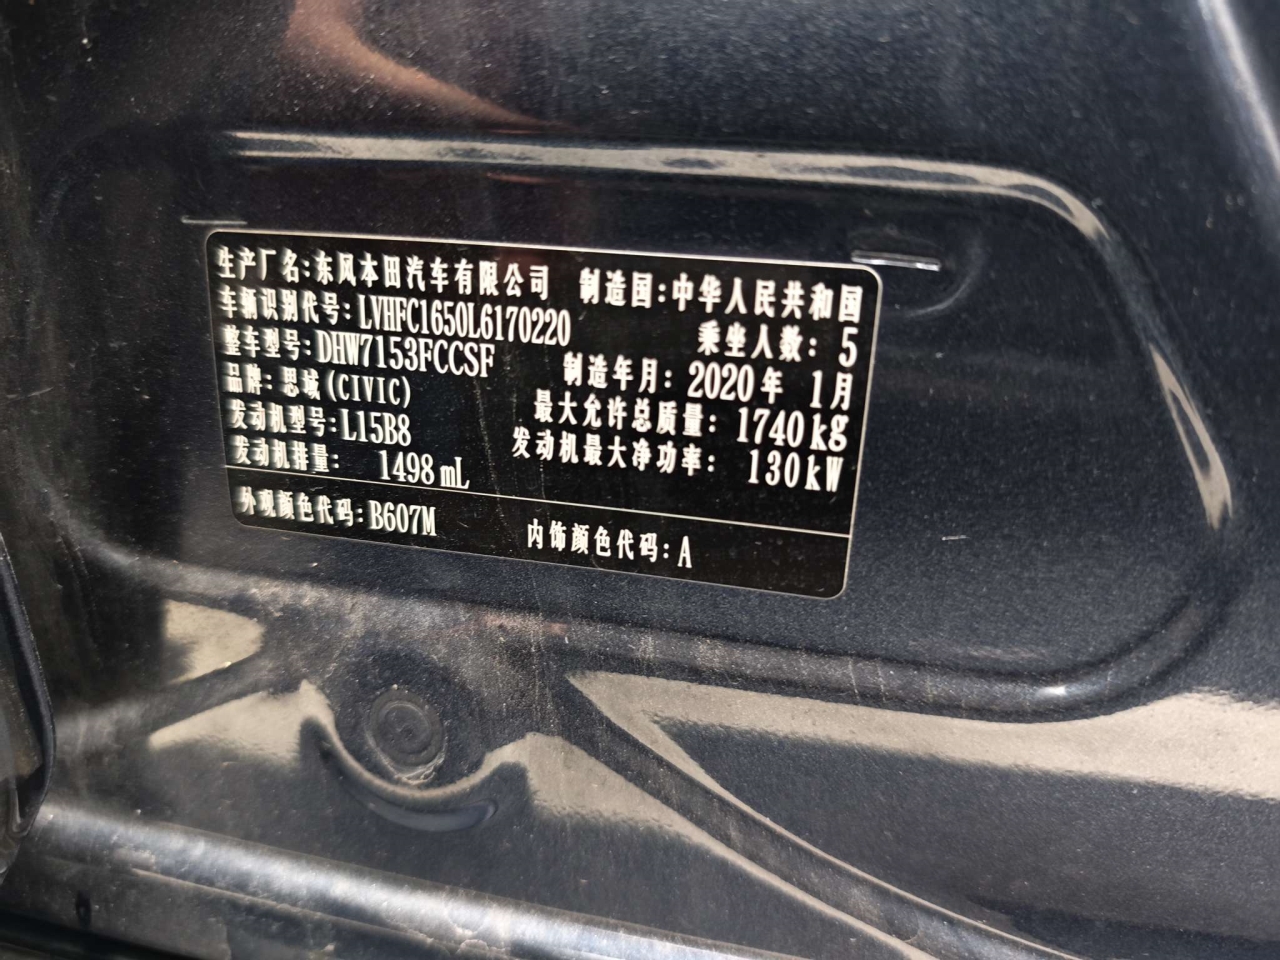 生产厂名:东风本田汽车有限公司 制造国:中华人民共和国
车辆识别代号:LVHFC1650L6170220 乘坐人数: 5
整车型号:DHW7153FCCSF 制造年月: 2020年 1月
品牌: 思域(CIVIC) 最大允许总质量: 1740kg
发动机型号:L15B8 发动机最大净功率: 130kW
发动机排量: 1498mL
外观颜色代码:B607M 内饰颜色代码:A